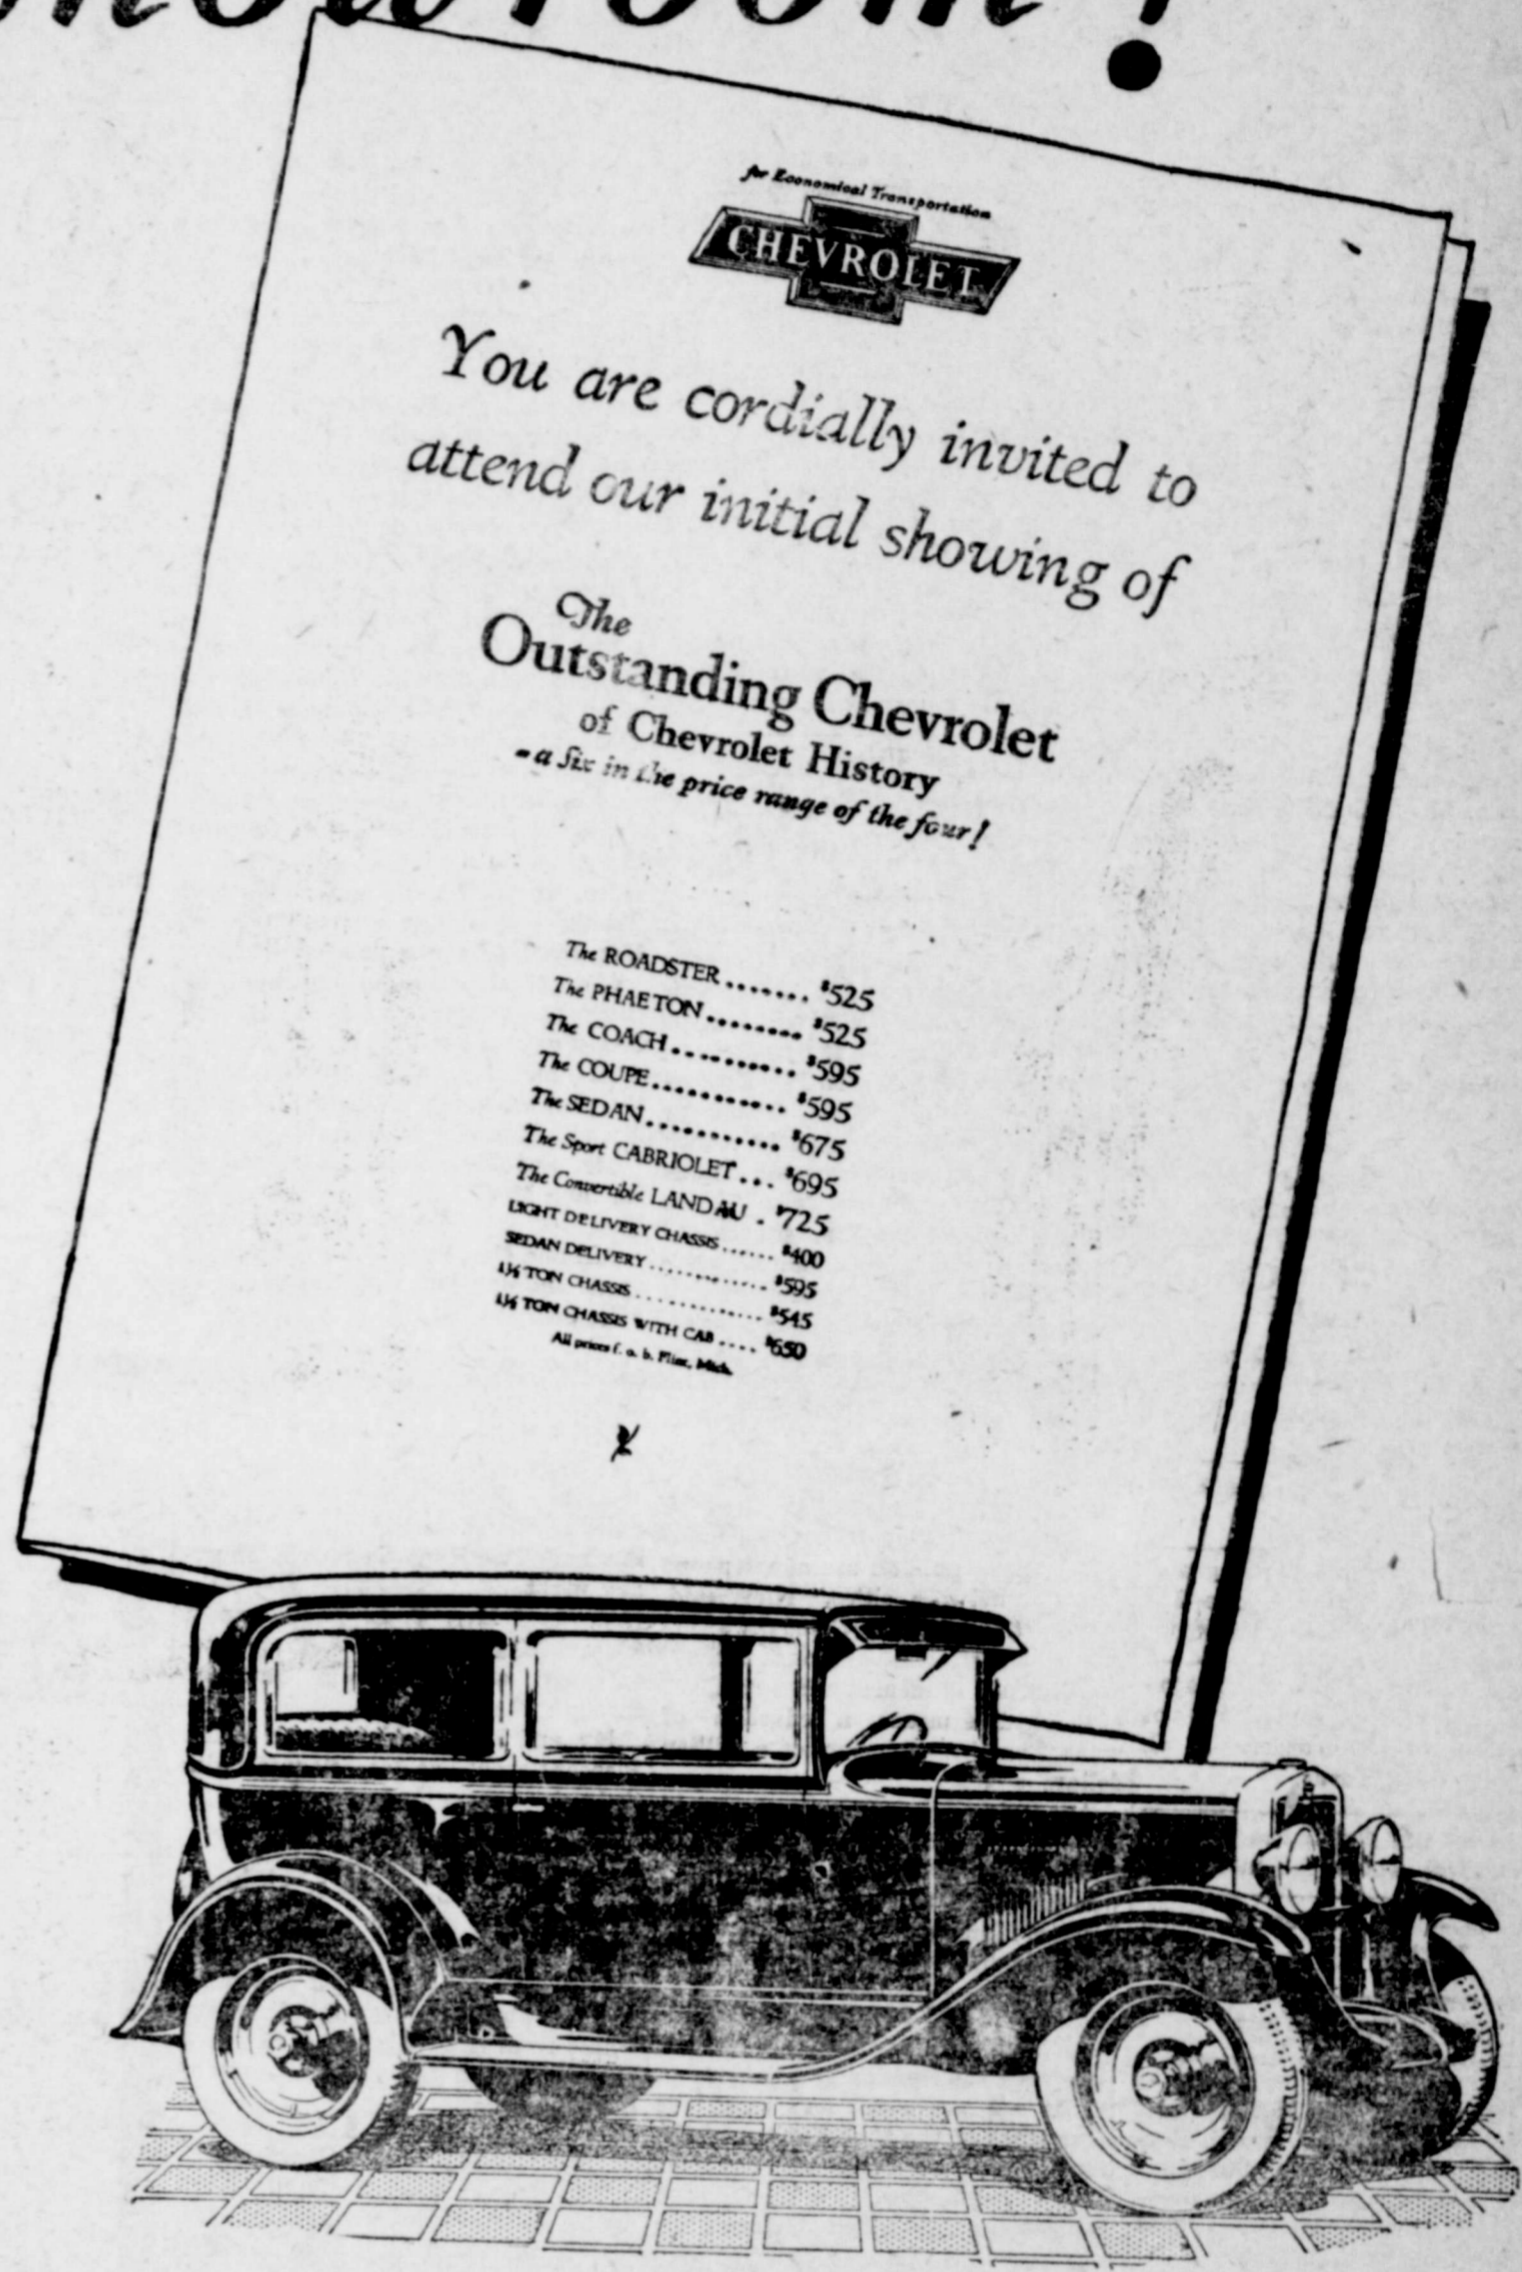 for Economical Transportation
CHEVROLET
You are cordially invited to
attend our initial showing of
The
Outstanding Chevrolet
of Chevrolet History
-a Six in the price range of the four!
The ROADSTER....... $525
The PHAETON........ $525
The COACH........... $595
The COUPE............ $595
The SEDAN............ $675
The Sport CABRIOLET... $695
The Convertible LANDAU . $725
LIGHT DELIVERY CHASSIS...... $400
SEDAN DELIVERY............. $595
1½ TON CHASSIS.............. $545
1½ TON CHASSIS WITH CAB.... $650
All prices f. o. b. Flint, Mich.